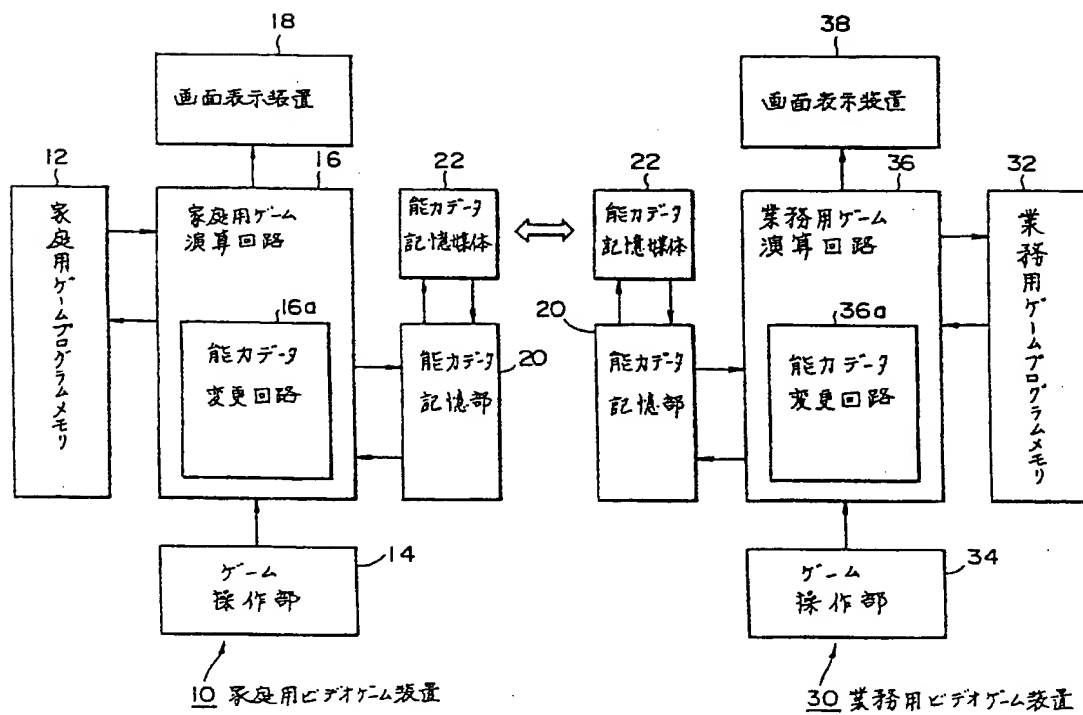 18
画面表示装置
12
家庭用ゲームプログラムメモリ
16
家庭用ゲーム
演算回路
16a
能力データ
変更回路
22
能力データ
記憶媒体
能力データ
記憶部
20
ゲーム
操作部
14
10 家庭用ビデオゲーム装置
38
画面表示装置
22
能力データ
記憶媒体
20
能力データ
記憶部
36
業務用ゲーム
演算回路
36a
能力データ
変更回路
32
業務用ゲームプログラムメモリ
ゲーム
操作部
34
30 業務用ビデオゲーム装置